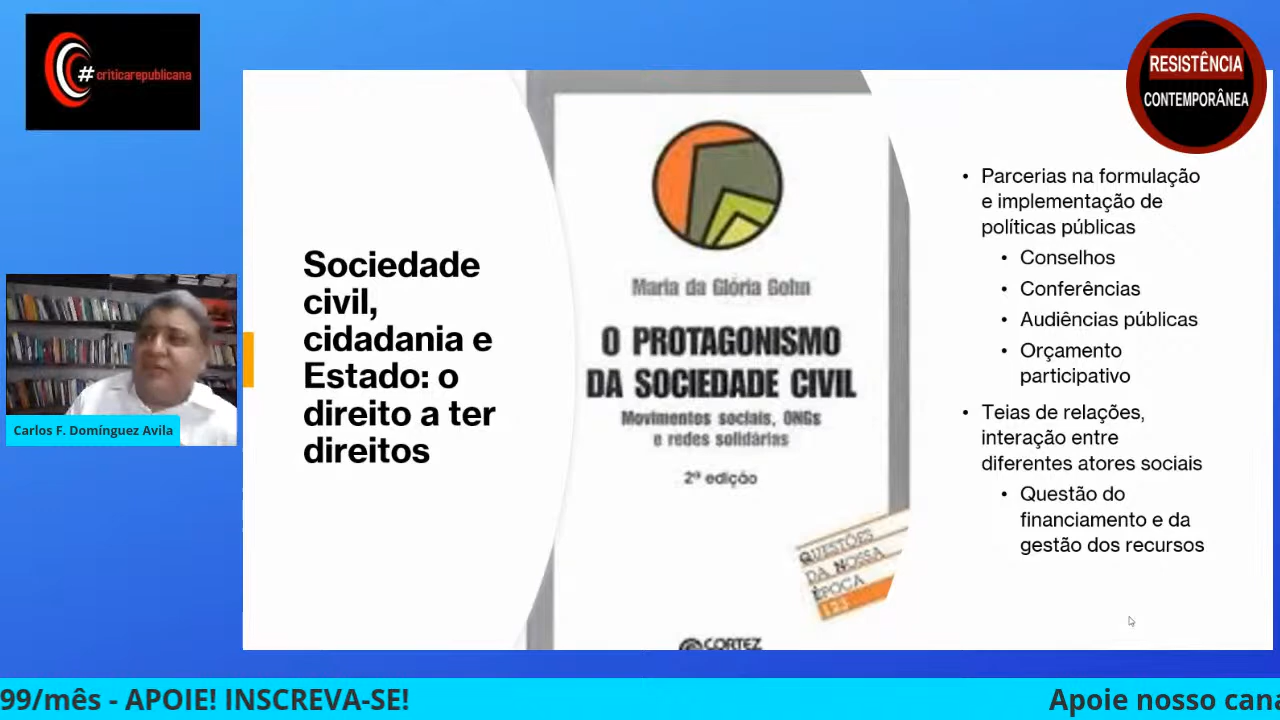 #criticarepublicana
RESISTÊNCIA
CONTEMPORÂNEA
Sociedade
civil,
cidadania e
Estado: o
direito a ter
direitos
Maria da Glória Gohn
O PROTAGONISMO
DA SOCIEDADE CIVIL
Movimentos sociais, ONGs
e redes solidárias
2ª edição
QUESTÕES
DA NOSSA
ÉPOCA
123
CORTEZ
• Parcerias na formulação
e implementação de
políticas públicas
• Conselhos
• Conferências
• Audiências públicas
• Orçamento
participativo
• Teias de relações,
interação entre
diferentes atores sociais
• Questão do
financiamento e da
gestão dos recursos
Carlos F. Domínguez Avila
99/mês - APOIE! INSCREVA-SE!
Apoie nosso cana